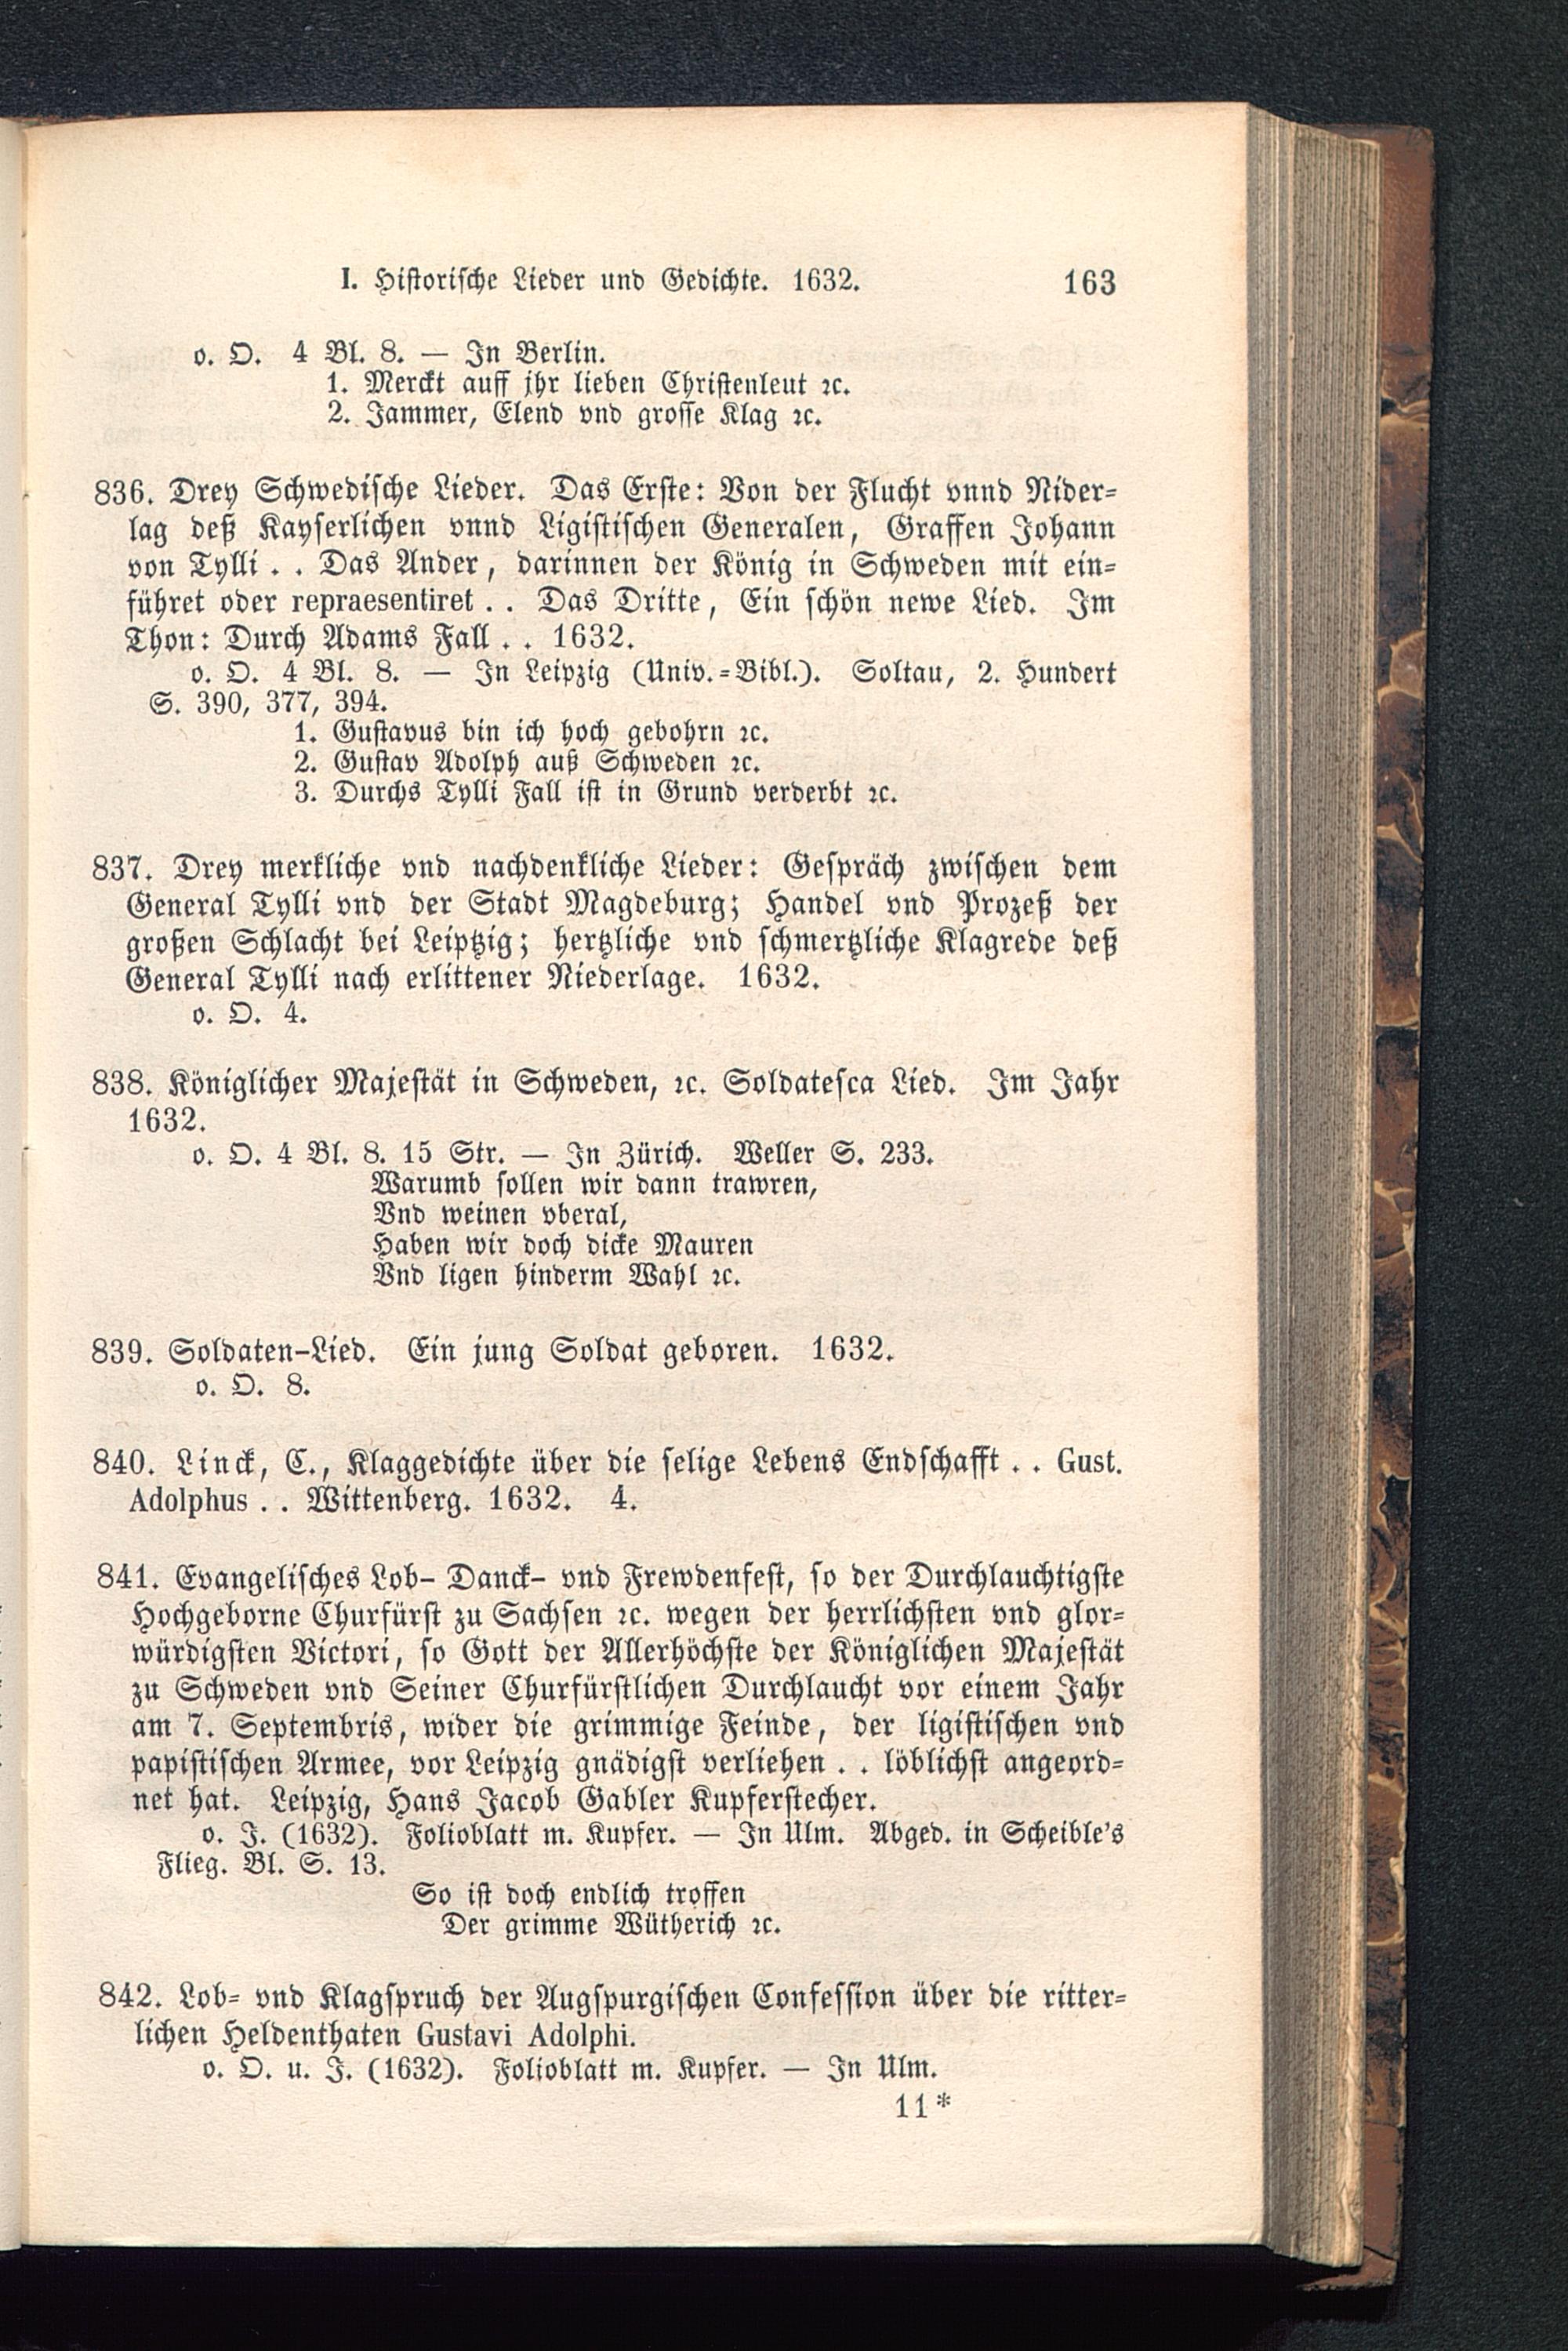 I. Historische Lieder und Gedichte. 1632. 163
o. O. 4 Bl. 8. — In Berlin.
1. Merckt auff jhr lieben Christenleut ꝛc.
2. Jammer, Elend vnd grosse Klag ꝛc.
836. Drey Schwedische Lieder. Das Erste: Von der Flucht vnnd Nider-
lag deß Kayserlichen vnnd Ligistischen Generalen, Graffen Johann
von Tylli . . Das Ander, darinnen der König in Schweden mit ein-
führet oder repraesentiret . . Das Dritte, Ein schön newe Lied. Im
Thon: Durch Adams Fall . . 1632.
o. O. 4 Bl. 8. — In Leipzig (Univ.-Bibl.). Soltau, 2. Hundert
S. 390, 377, 394.
1. Gustavus bin ich hoch gebohrn ꝛc.
2. Gustav Adolph auß Schweden ꝛc.
3. Durchs Tylli Fall ist in Grund verderbt ꝛc.
837. Drey merkliche vnd nachdenkliche Lieder: Gespräch zwischen dem
General Tylli vnd der Stadt Magdeburg; Handel vnd Prozeß der
großen Schlacht bei Leiptzig; hertzliche vnd schmertzliche Klagrede deß
General Tylli nach erlittener Niederlage. 1632.
o. O. 4.
838. Königlicher Majestät in Schweden, ꝛc. Soldatesca Lied. Im Jahr
1632.
o. O. 4 Bl. 8. 15 Str. — In Zürich. Weller S. 233.
Warumb sollen wir dann trawren,
Vnd weinen vberal,
Haben wir doch dicke Mauren
Vnd ligen hinderm Wahl ꝛc.
839. Soldaten-Lied. Ein jung Soldat geboren. 1632.
o. O. 8.
840. Linck, C., Klaggedichte über die selige Lebens Endschafft . . Gust.
Adolphus . . Wittenberg. 1632. 4.
841. Evangelisches Lob- Danck- vnd Frewdenfest, so der Durchlauchtigste
Hochgeborne Churfürst zu Sachsen ꝛc. wegen der herrlichsten vnd glor-
würdigsten Victori, so Gott der Allerhöchste der Königlichen Majestät
zu Schweden vnd Seiner Churfürstlichen Durchlaucht vor einem Jahr
am 7. Septembris, wider die grimmige Feinde, der ligistischen vnd
papistischen Armee, vor Leipzig gnädigst verliehen . . löblichst angeord-
net hat. Leipzig, Hans Jacob Gabler Kupferstecher.
o. J. (1632). Folioblatt m. Kupfer. — In Ulm. Abged. in Scheible's
Flieg. Bl. S. 13.
So ist doch endlich troffen
Der grimme Wütherich ꝛc.
842. Lob- vnd Klagspruch der Augspurgischen Confession über die ritter-
lichen Heldenthaten Gustavi Adolphi.
o. O. u. J. (1632). Folioblatt m. Kupfer. — In Ulm.
11*